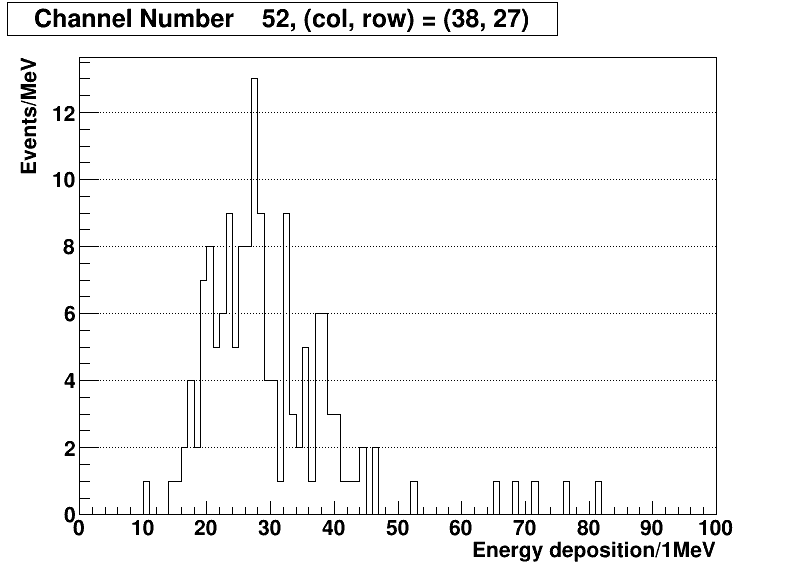 Channel Number 52, (col, row) = (38, 27)
Events/MeV
12
10
8
6
4
2
0
0 10 20 30 40 50 60 70 80 90 100
Energy deposition/1MeV